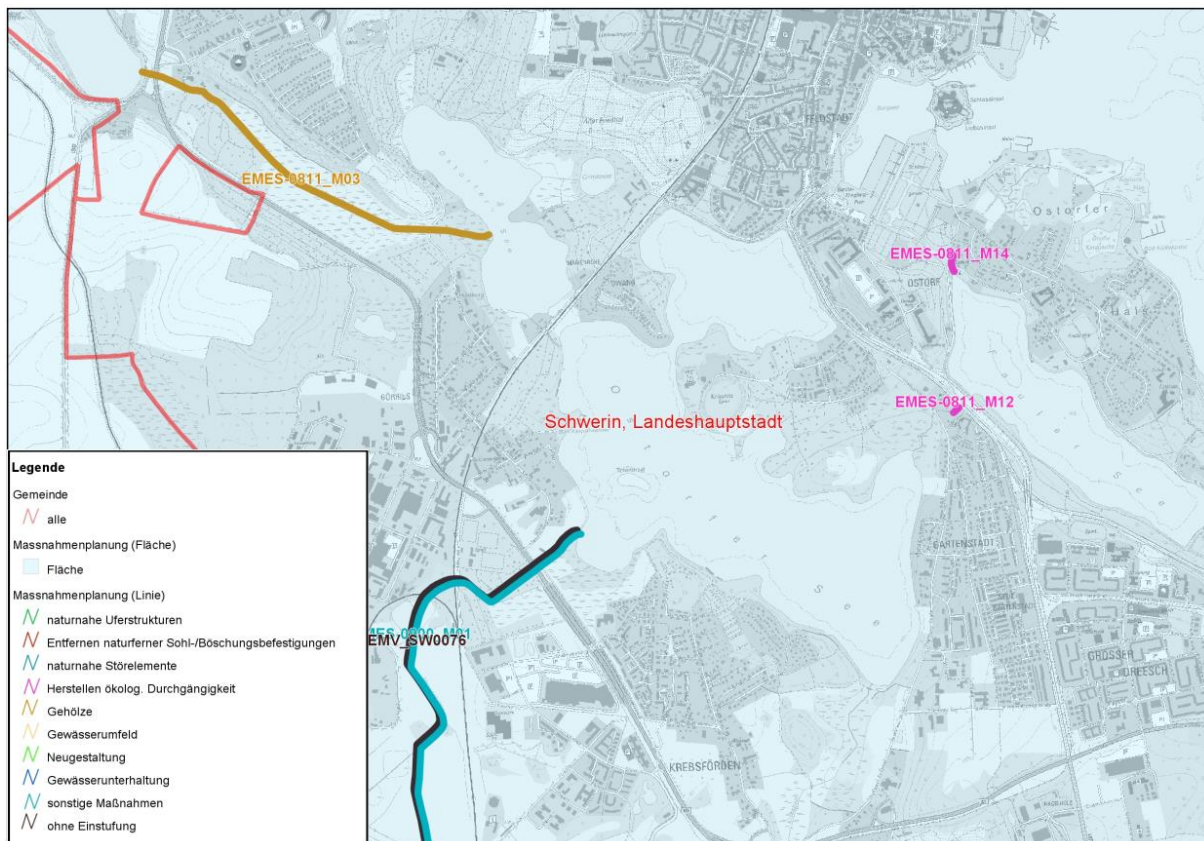 FELDSTADT
EMES-0811_M03
Ostorfer
EMES-0811_M14
OSTORF
Hals
GÖRRIES
EMES-0811_M12
Schwerin, Landeshauptstadt
GARTENSTADT
EMV_SW0076
GROSSER
DREESCH
KREBSFÖRDEN
Legende
Gemeinde
alle
Massnahmenplanung (Fläche)
Fläche
Massnahmenplanung (Linie)
naturnahe Uferstrukturen
Entfernen naturferner Sohl-/Böschungsbefestigungen
naturnahe Störelemente
Herstellen ökolog. Durchgängigkeit
Gehölze
Gewässerumfeld
Neugestaltung
Gewässerunterhaltung
sonstige Maßnahmen
ohne Einstufung